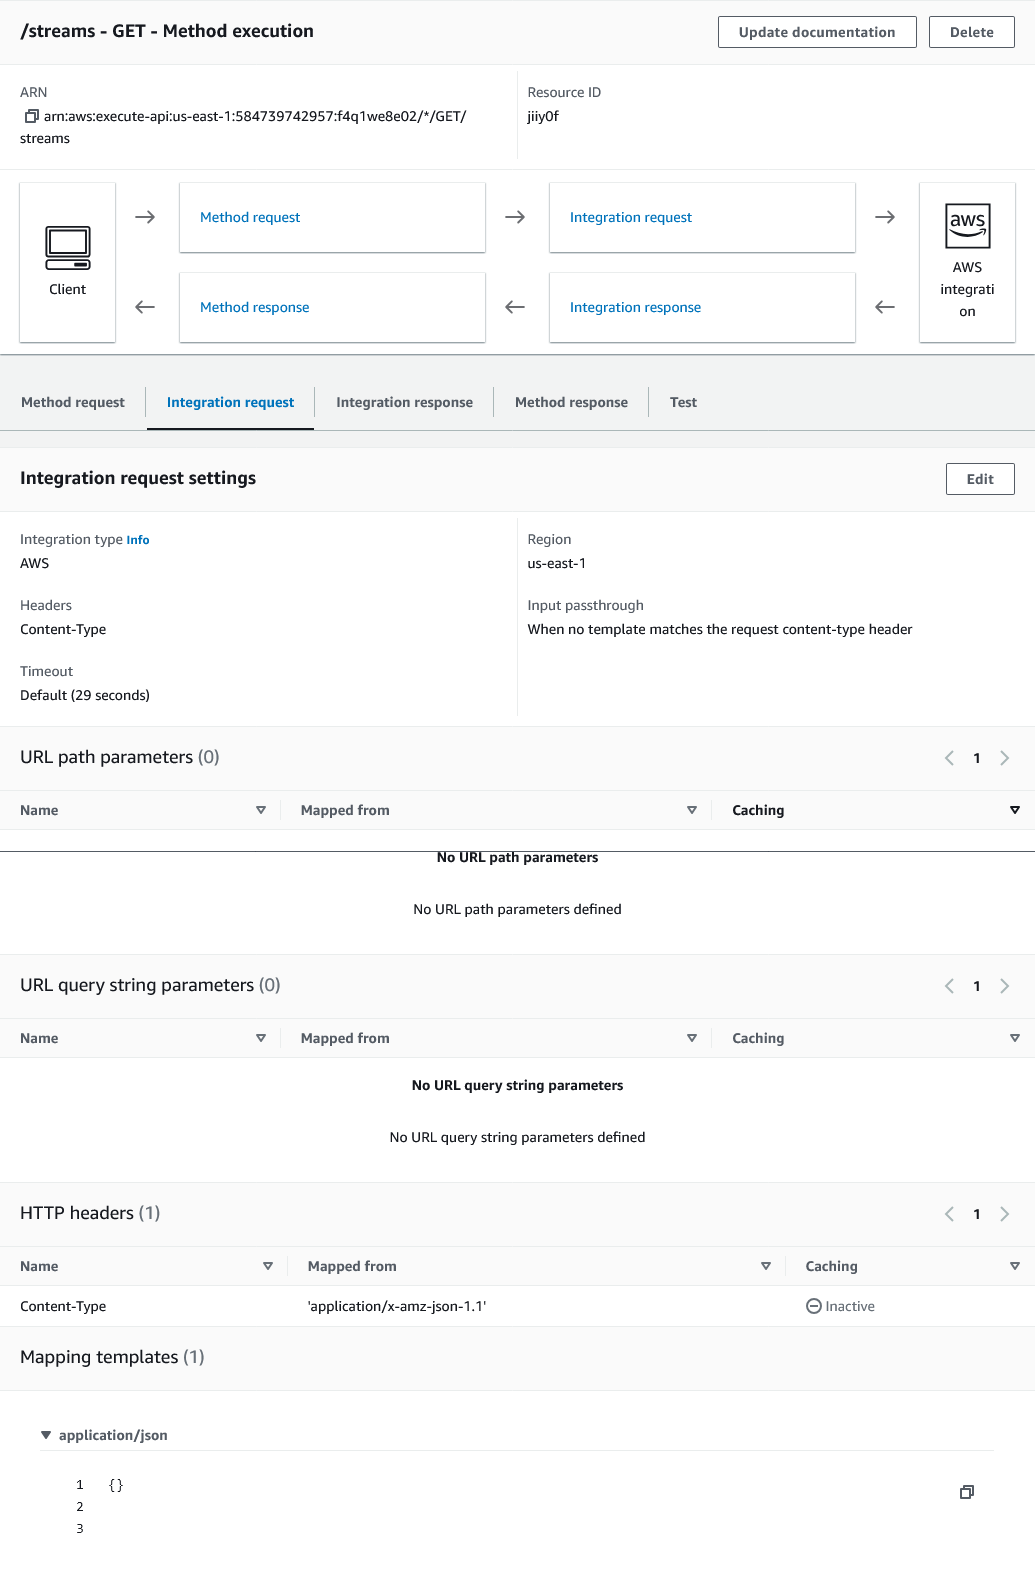 /streams - GET - Method execution
Update documentation
Delete
ARN
arn:aws:execute-api:us-east-1:584739742957:f4q1we8e02/*/GET/
streams
Resource ID
jiiy0f
Client
Method request
Integration request
Method response
Integration response
aws
AWS
integrati
on
Method request
Integration request
Integration response
Method response
Test
Integration request settings
Edit
Integration type Info
AWS
Region
us-east-1
Headers
Content-Type
Input passthrough
When no template matches the request content-type header
Timeout
Default (29 seconds)
URL path parameters (0)
1
Name
Mapped from
Caching
No URL path parameters
No URL path parameters defined
URL query string parameters (0)
1
Name
Mapped from
Caching
No URL query string parameters
No URL query string parameters defined
HTTP headers (1)
1
Name
Mapped from
Caching
Content-Type
'application/x-amz-json-1.1'
Inactive
Mapping templates (1)
application/json
1 {}
2
3